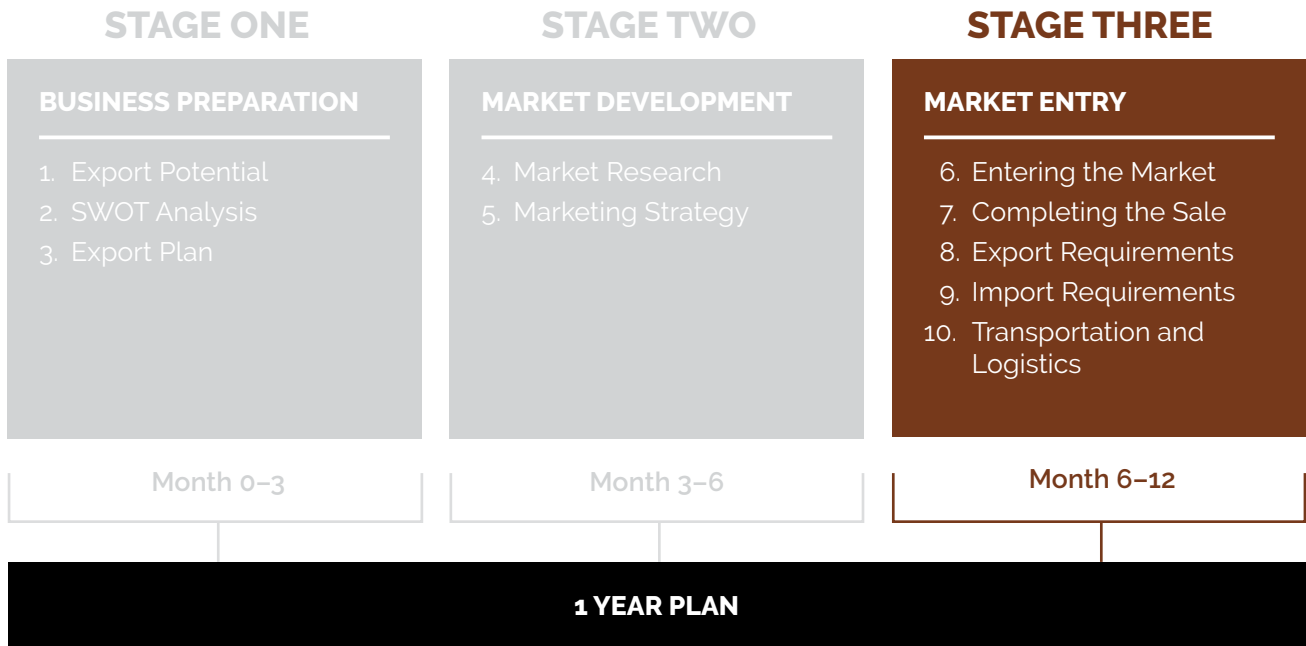 STAGE ONE
BUSINESS PREPARATION
1. Export Potential
2. SWOT Analysis
3. Export Plan
Month 0–3
STAGE TWO
MARKET DEVELOPMENT
4. Market Research
5. Marketing Strategy
Month 3–6
STAGE THREE
MARKET ENTRY
6. Entering the Market
7. Completing the Sale
8. Export Requirements
9. Import Requirements
10. Transportation and
Logistics
Month 6–12
1 YEAR PLAN